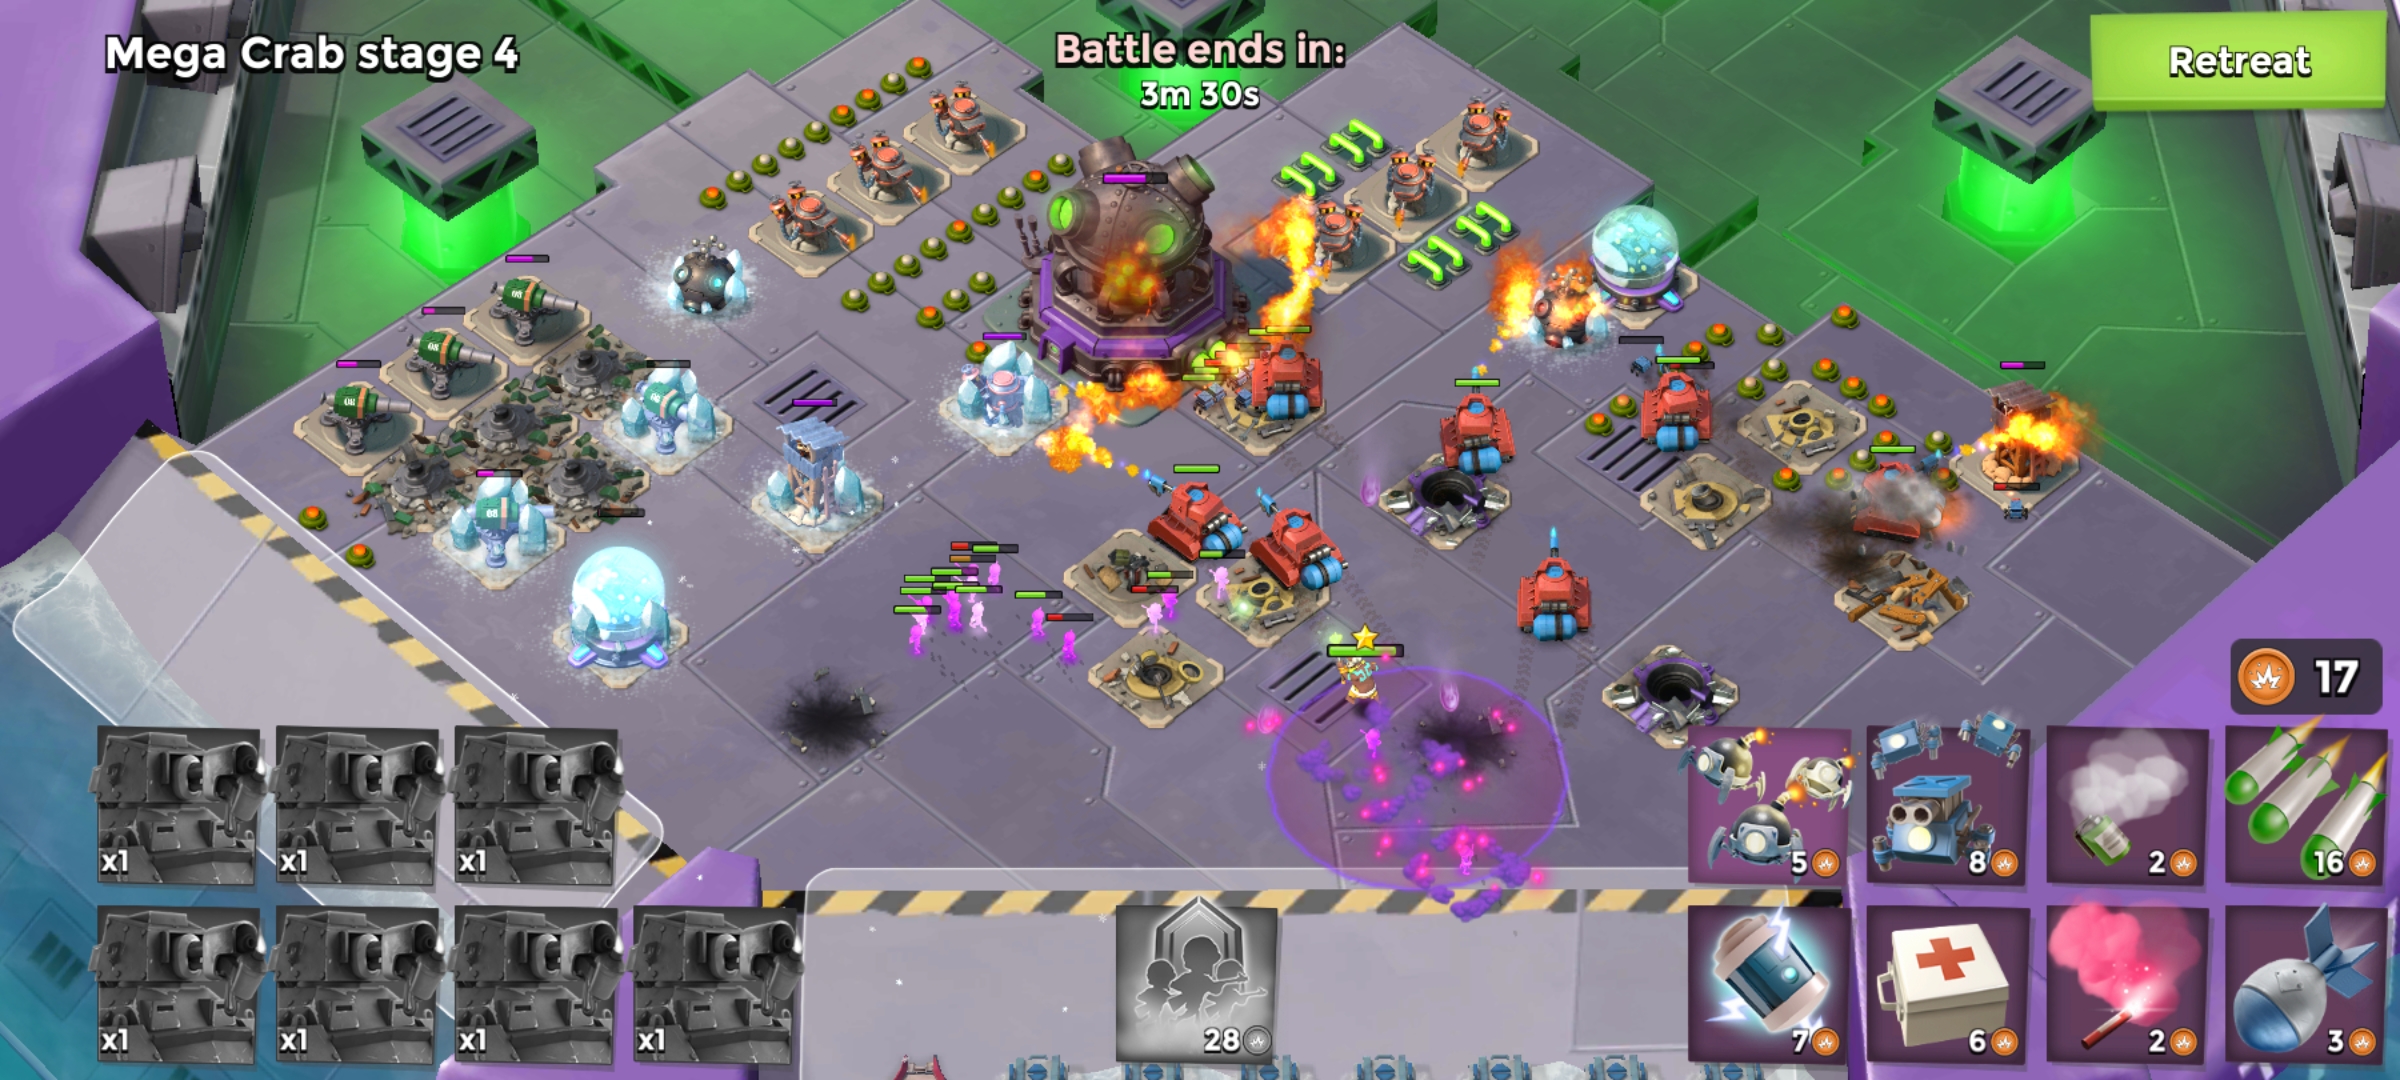 Mega Crab stage 4
Battle ends in:
3m 30s
Retreat
17
x1 x1 x1
5 8 2 16
x1 x1 x1 x1
28
7 6 2 3